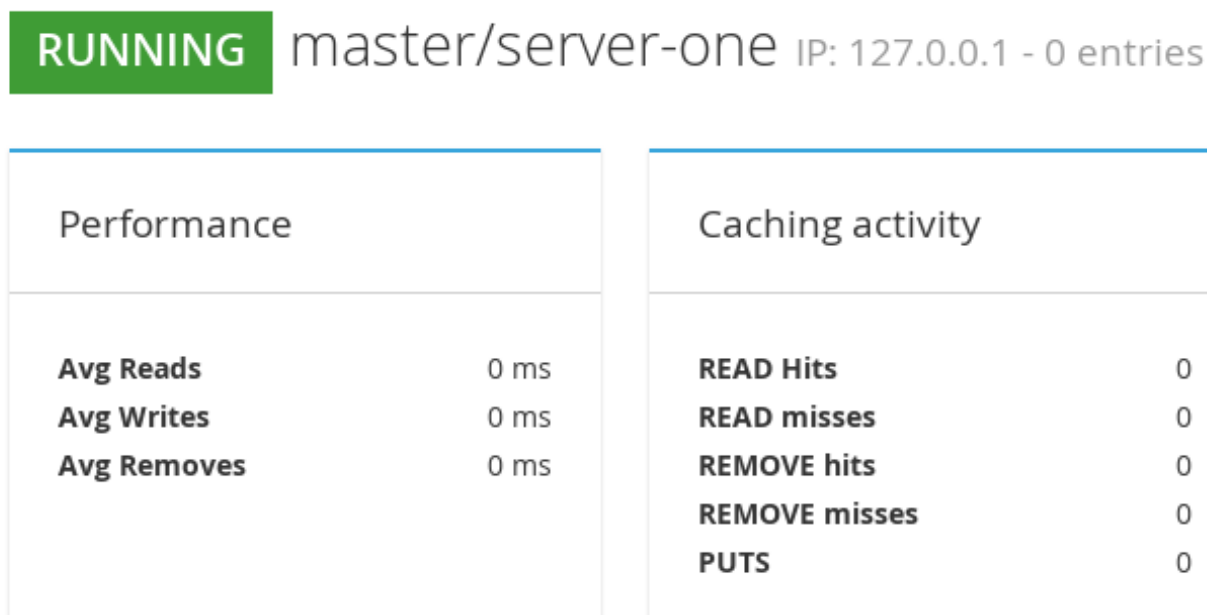 RUNNING master/server-one IP: 127.0.0.1 - 0 entries
Performance
Avg Reads 0 ms
Avg Writes 0 ms
Avg Removes 0 ms
Caching activity
READ Hits 0
READ misses 0
REMOVE hits 0
REMOVE misses 0
PUTS 0